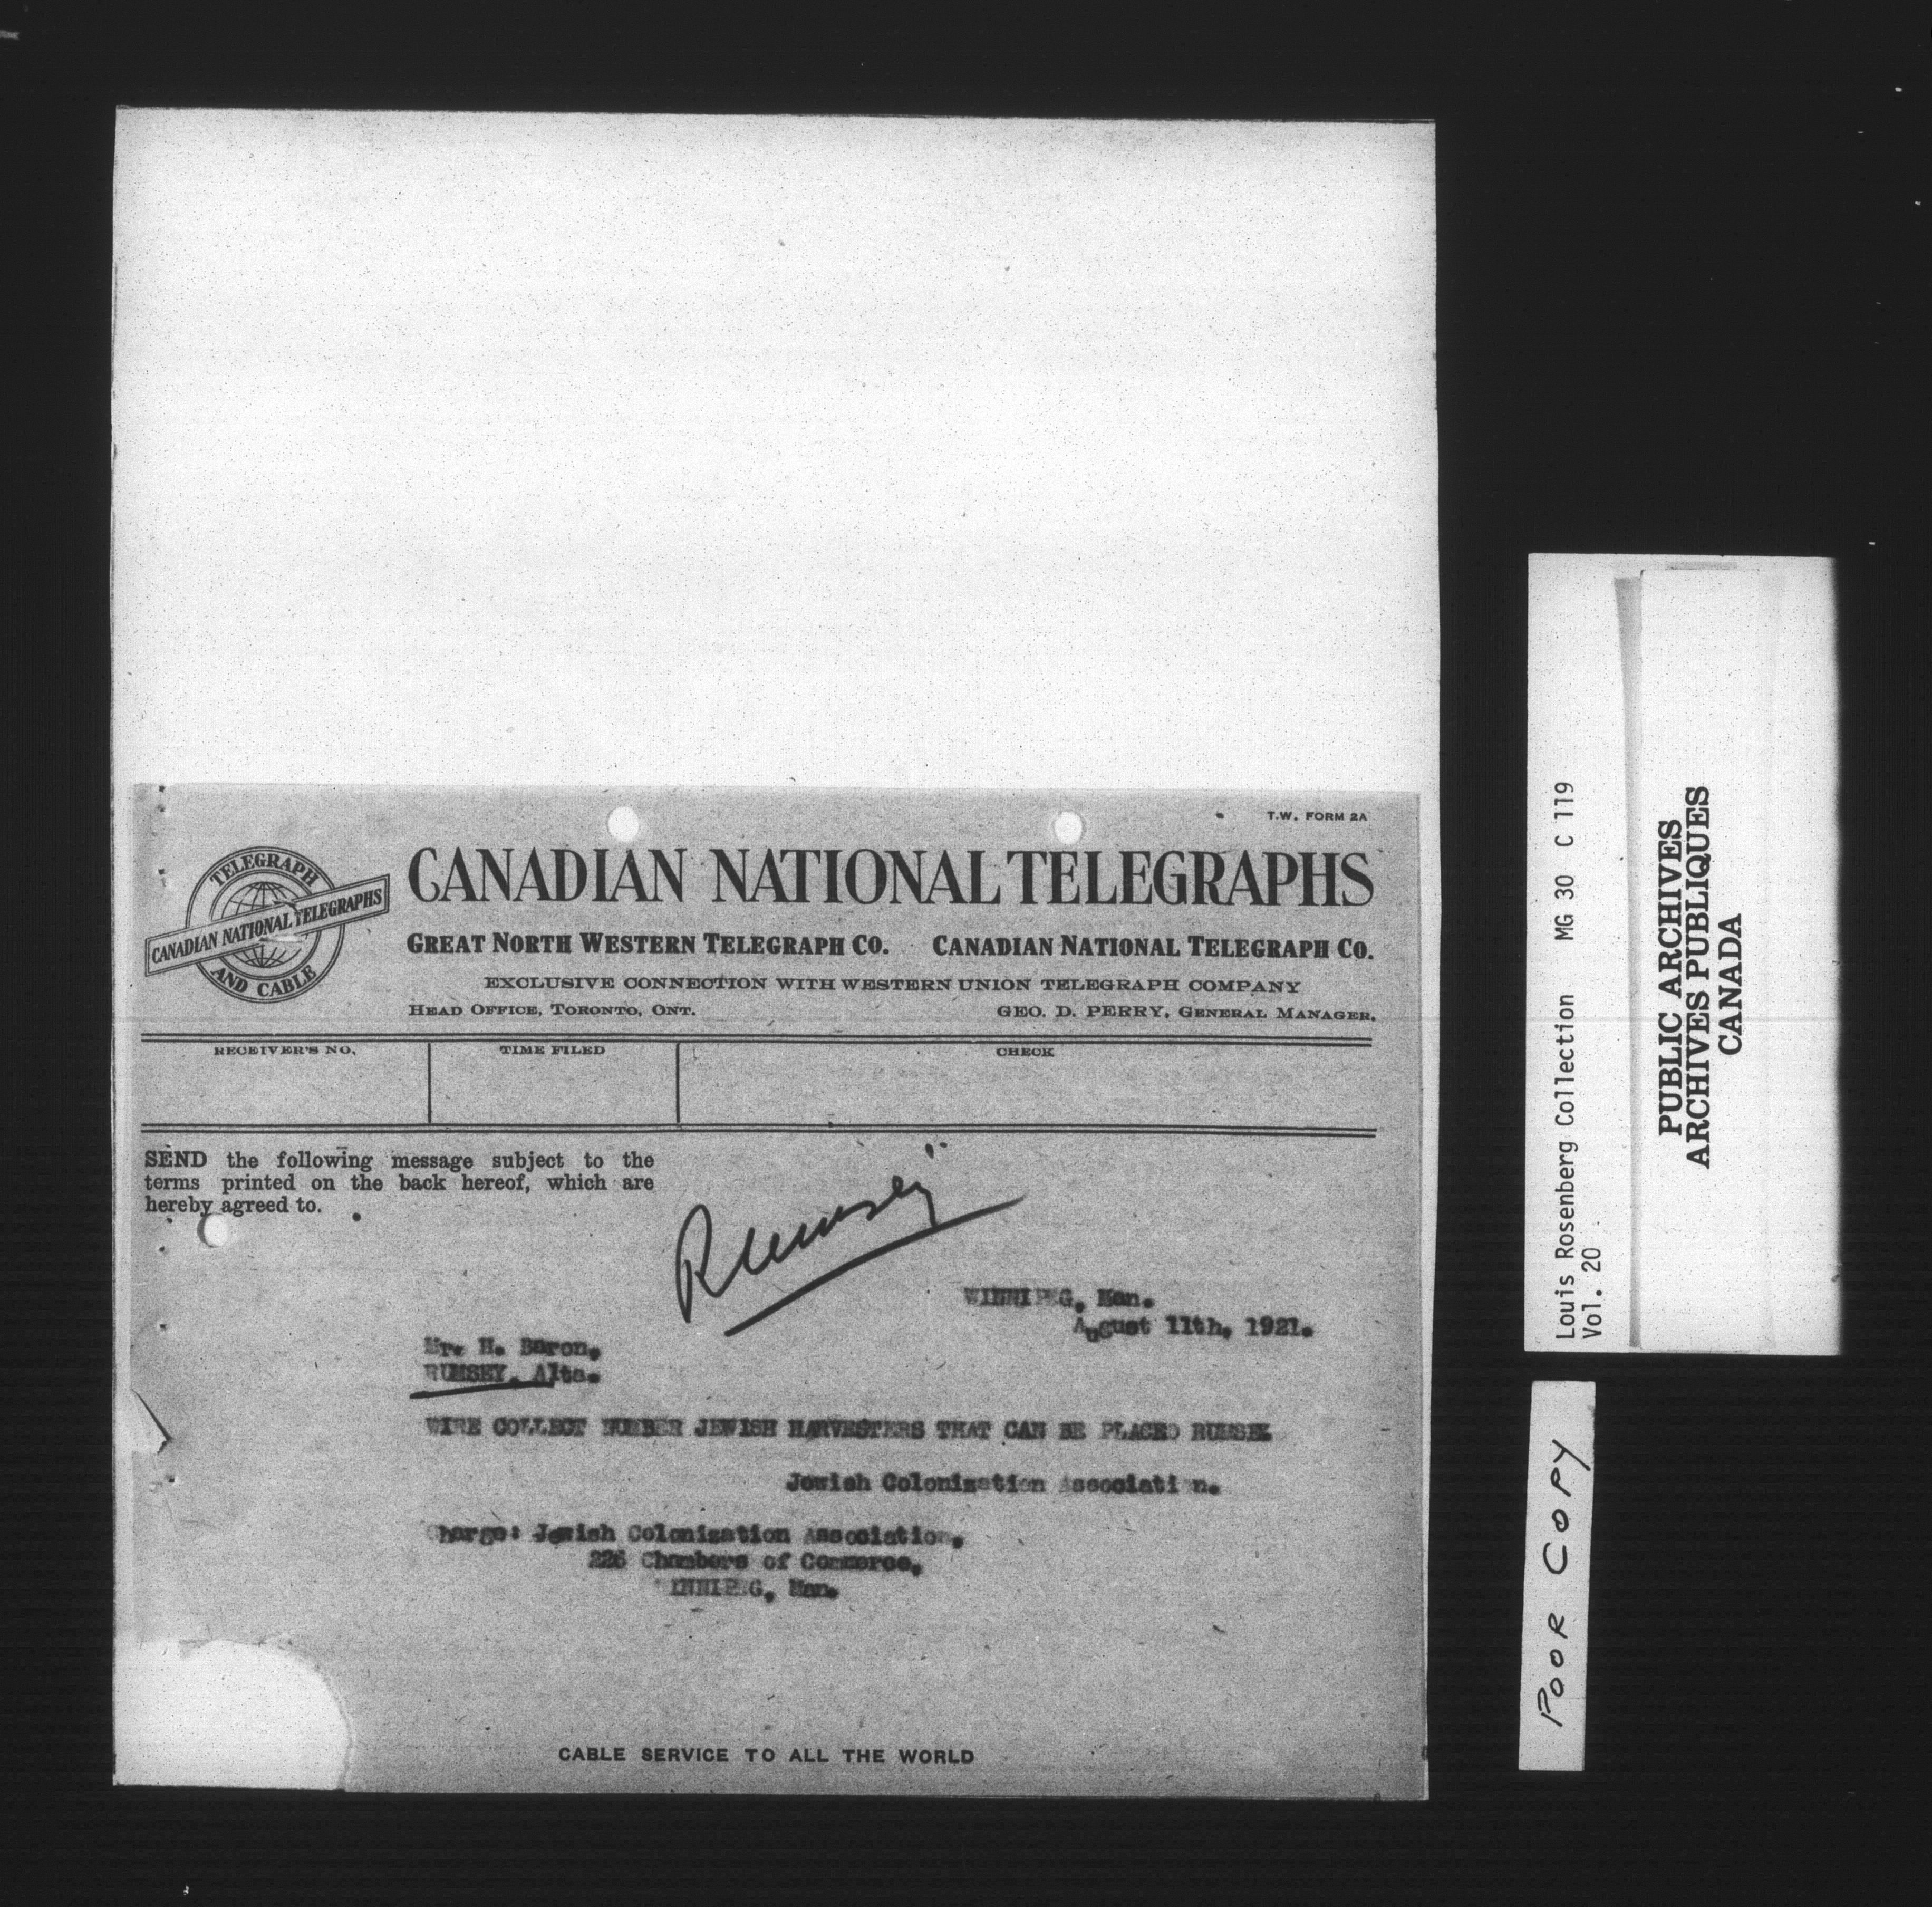 T.W. FORM 2A
TELEGRAPH
CANADIAN NATIONAL TELEGRAPHS
AND CABLE
CANADIAN NATIONAL TELEGRAPHS
GREAT NORTH WESTERN TELEGRAPH CO. CANADIAN NATIONAL TELEGRAPH CO.
EXCLUSIVE CONNECTION WITH WESTERN UNION TELEGRAPH COMPANY
HEAD OFFICE, TORONTO, ONT. GEO. D. PERRY, GENERAL MANAGER.
RECEIVER'S NO. TIME FILED CHECK
SEND the following message subject to the
terms printed on the back hereof, which are
hereby agreed to.
Rumsey
WINNIPEG, Man.
August 11th, 1921.
Mr. H. Baron,
RUMSEY, Alta.
WIRE COLLECT NUMBER JEWISH HARVESTERS THAT CAN BE PLACED RUMSEY
Jewish Colonization Association.
Charge: Jewish Colonization Association,
226 Chambers of Commerce,
WINNIPEG, Man.
CABLE SERVICE TO ALL THE WORLD
Louis Rosenberg Collection MG 30 C 119
Vol. 20
PUBLIC ARCHIVES
ARCHIVES PUBLIQUES
CANADA
POOR COPY